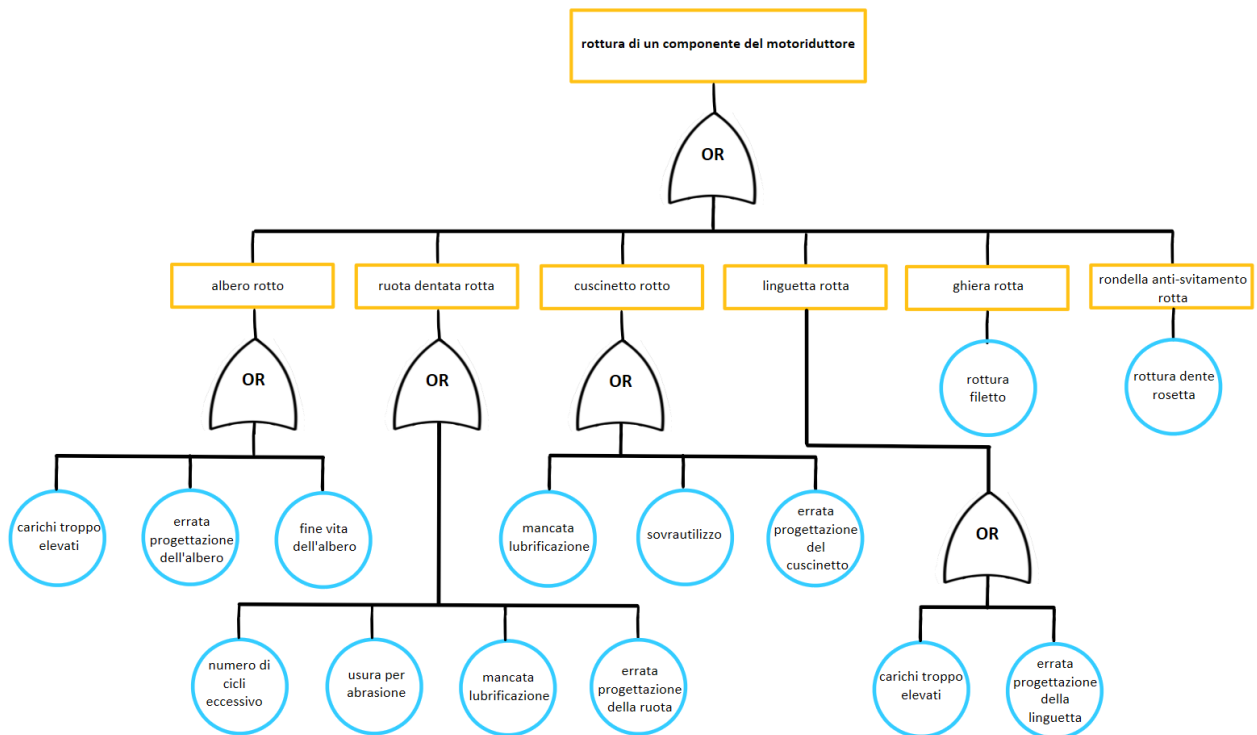 rottura di un componente del motoriduttore
OR
albero rotto
ruota dentata rotta
cuscinetto rotto
linguetta rotta
ghiera rotta
rondella anti-svitamento
rotta
OR
OR
OR
rottura
filetto
rottura dente
rosetta
carichi troppo
elevati
errata
progettazione
dell'albero
fine vita
dell'albero
mancata
lubrificazione
sovrautilizzo
errata
progettazione
del
cuscinetto
OR
numero di
cicli
eccessivo
usura per
abrasione
mancata
lubrificazione
errata
progettazione
della ruota
carichi troppo
elevati
errata
progettazione
della
linguetta